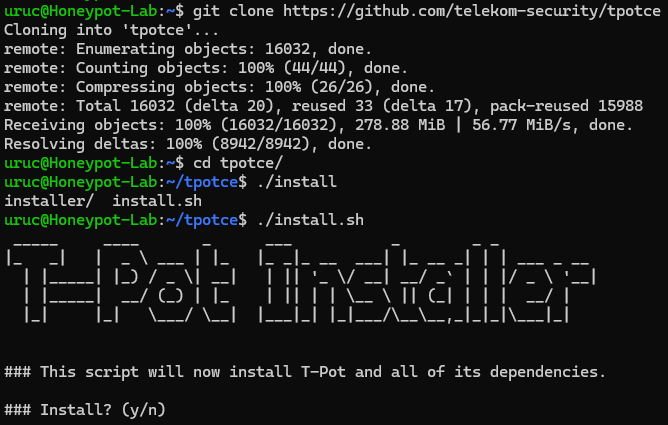 uruc@Honeypot-Lab:~$ git clone https://github.com/telekom-security/tpotce
Cloning into 'tpotce'...
remote: Enumerating objects: 16032, done.
remote: Counting objects: 100% (44/44), done.
remote: Compressing objects: 100% (26/26), done.
remote: Total 16032 (delta 20), reused 33 (delta 17), pack-reused 15988
Receiving objects: 100% (16032/16032), 278.88 MiB | 56.77 MiB/s, done.
Resolving deltas: 100% (8942/8942), done.
uruc@Honeypot-Lab:~$ cd tpotce/
uruc@Honeypot-Lab:~/tpotce$ ./install
installer/  install.sh
uruc@Honeypot-Lab:~/tpotce$ ./install.sh
T-Pot Installer
### This script will now install T-Pot and all of its dependencies.
### Install? (y/n)